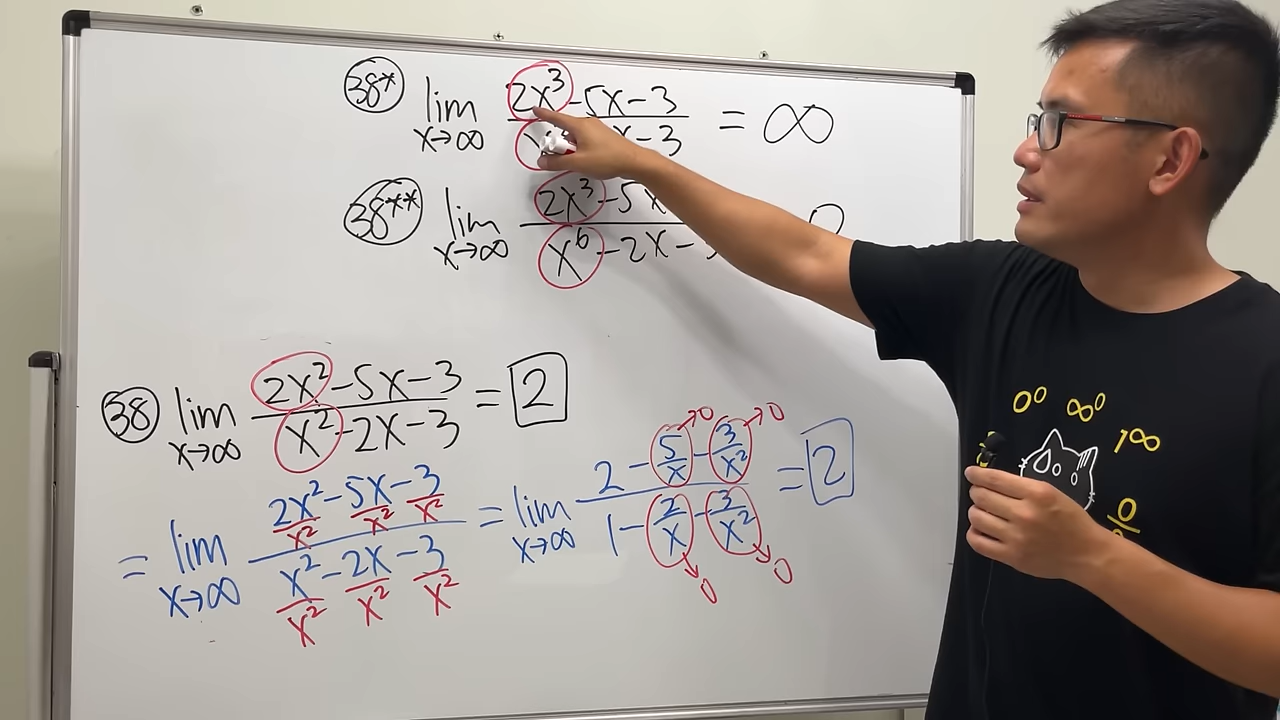 38* lim x→∞ 2x³-5x-3 / x-3 = ∞
38** lim x→∞ 2x³-5x / x⁶-2x- 0
38 lim x→∞ 2x²-5x-3 / x²-2x-3 = 2
= lim x→∞ 2x²/x² -5x/x² -3/x² / x²/x² -2x/x² -3/x² = lim x→∞ 2 - 5/x →0 - 3/x² →0 / 1 - 2/x →0 - 3/x² →0 = 2
0⁰ ∞⁰
1^∞
0